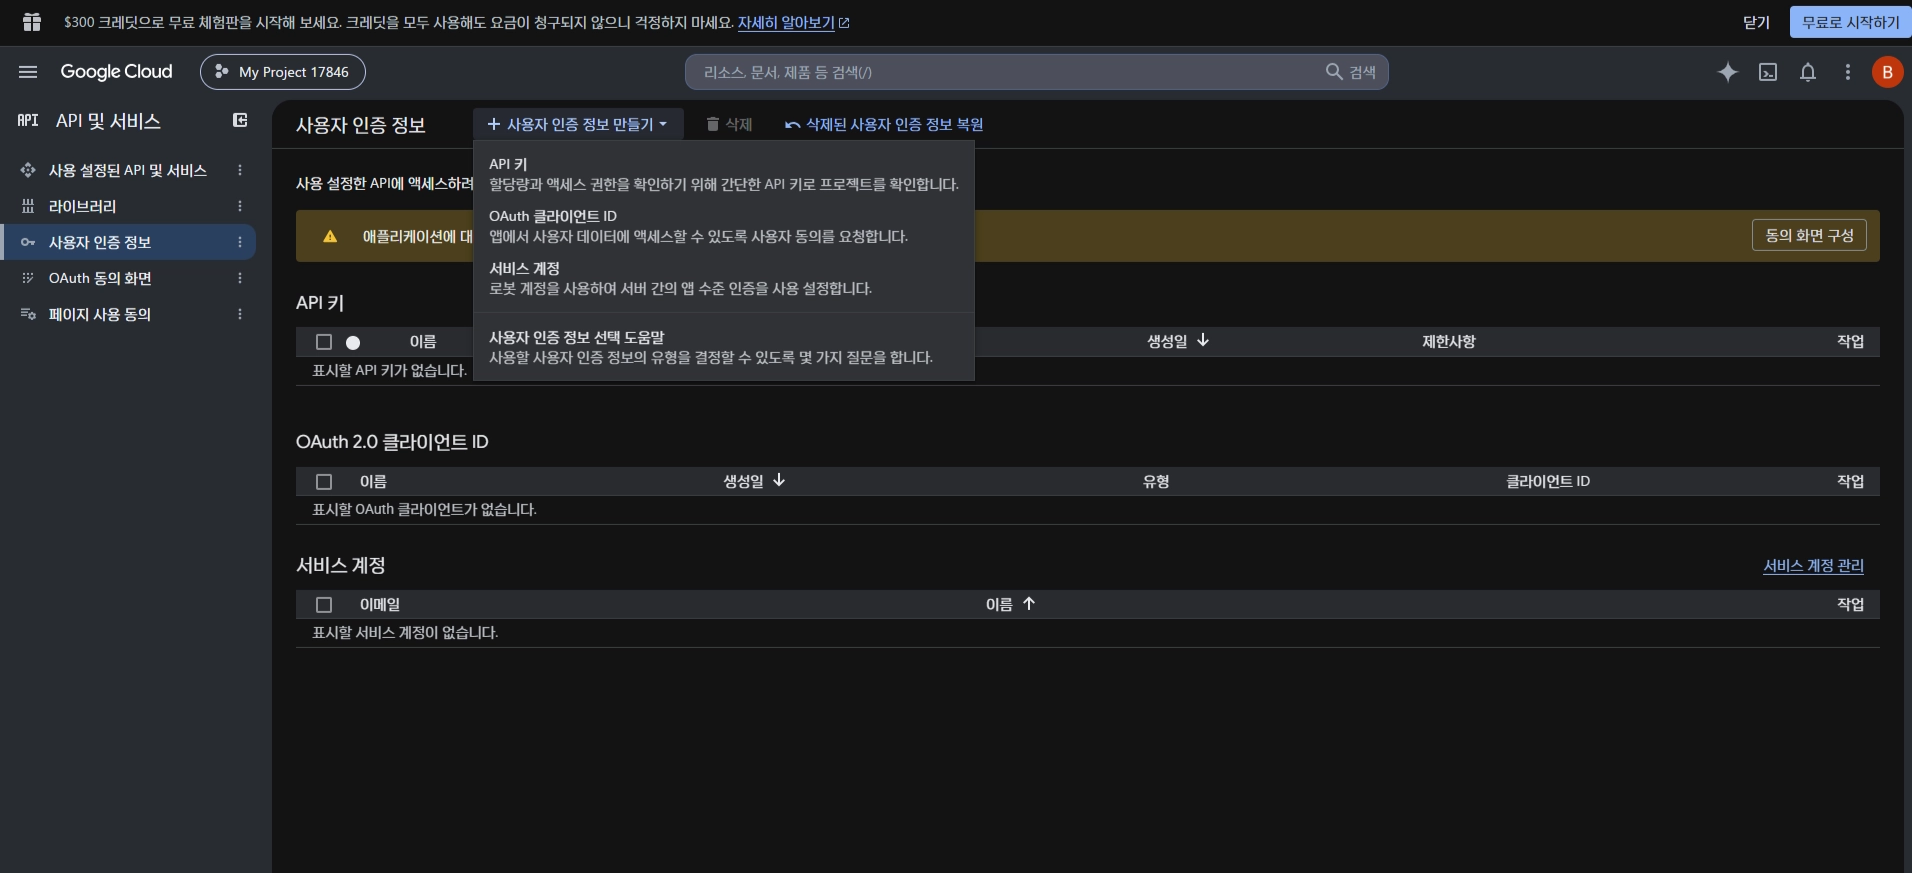 $300 크레딧으로 무료 체험판을 시작해 보세요. 크레딧을 모두 사용해도 요금이 청구되지 않으니 걱정하지 마세요. 자세히 알아보기
닫기
무료로 시작하기
Google Cloud
My Project 17846
리소스, 문서, 제품 등 검색(/)
검색
B
API
API 및 서비스
사용 설정된 API 및 서비스
라이브러리
사용자 인증 정보
OAuth 동의 화면
페이지 사용 동의
사용자 인증 정보
사용자 인증 정보 만들기
삭제
삭제된 사용자 인증 정보 복원
API 키
할당량과 액세스 권한을 확인하기 위해 간단한 API 키로 프로젝트를 확인합니다.
OAuth 클라이언트 ID
앱에서 사용자 데이터에 액세스할 수 있도록 사용자 동의를 요청합니다.
서비스 계정
로봇 계정을 사용하여 서버 간의 앱 수준 인증을 사용 설정합니다.
사용자 인증 정보 선택 도움말
사용할 사용자 인증 정보의 유형을 결정할 수 있도록 몇 가지 질문을 합니다.
사용 설정한 API에 액세스하려
애플리케이션에 대
동의 화면 구성
API 키
이름
생성일
제한사항
작업
표시할 API 키가 없습니다.
OAuth 2.0 클라이언트 ID
이름
생성일
유형
클라이언트 ID
작업
표시할 OAuth 클라이언트가 없습니다.
서비스 계정
서비스 계정 관리
이메일
이름
작업
표시할 서비스 계정이 없습니다.